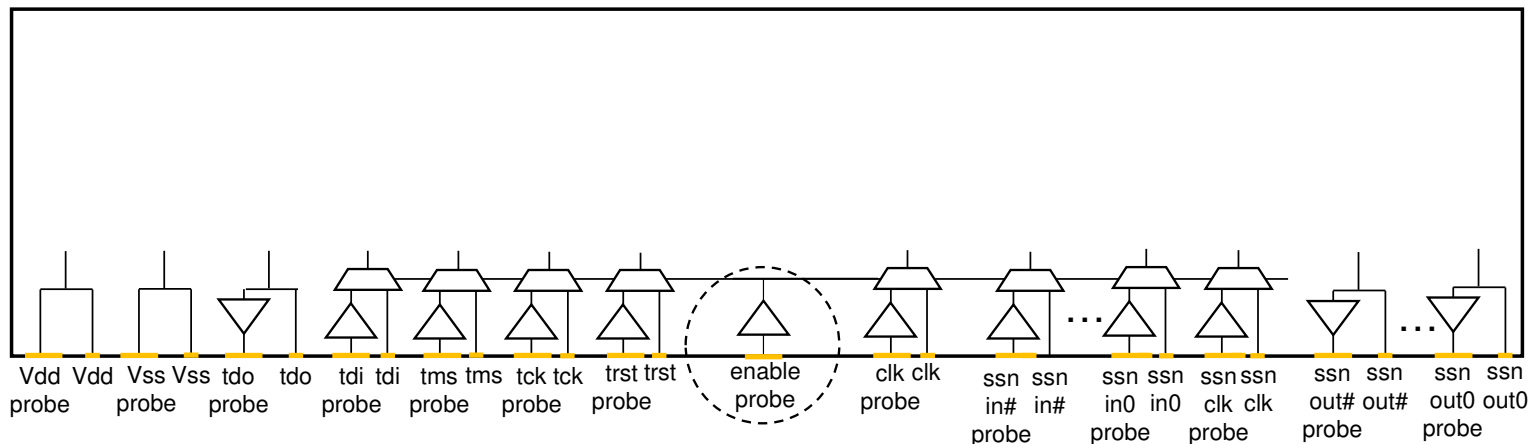 Vdd probe
Vdd
Vss probe
Vss
tdo probe
tdo
tdi probe
tdi
tms probe
tms
tck probe
tck
trst probe
trst
enable probe
clk probe
clk
ssn in# probe
ssn in#
...
ssn in0 probe
ssn in0
ssn clk probe
ssn clk
ssn out# probe
ssn out#
...
ssn out0 probe
ssn out0